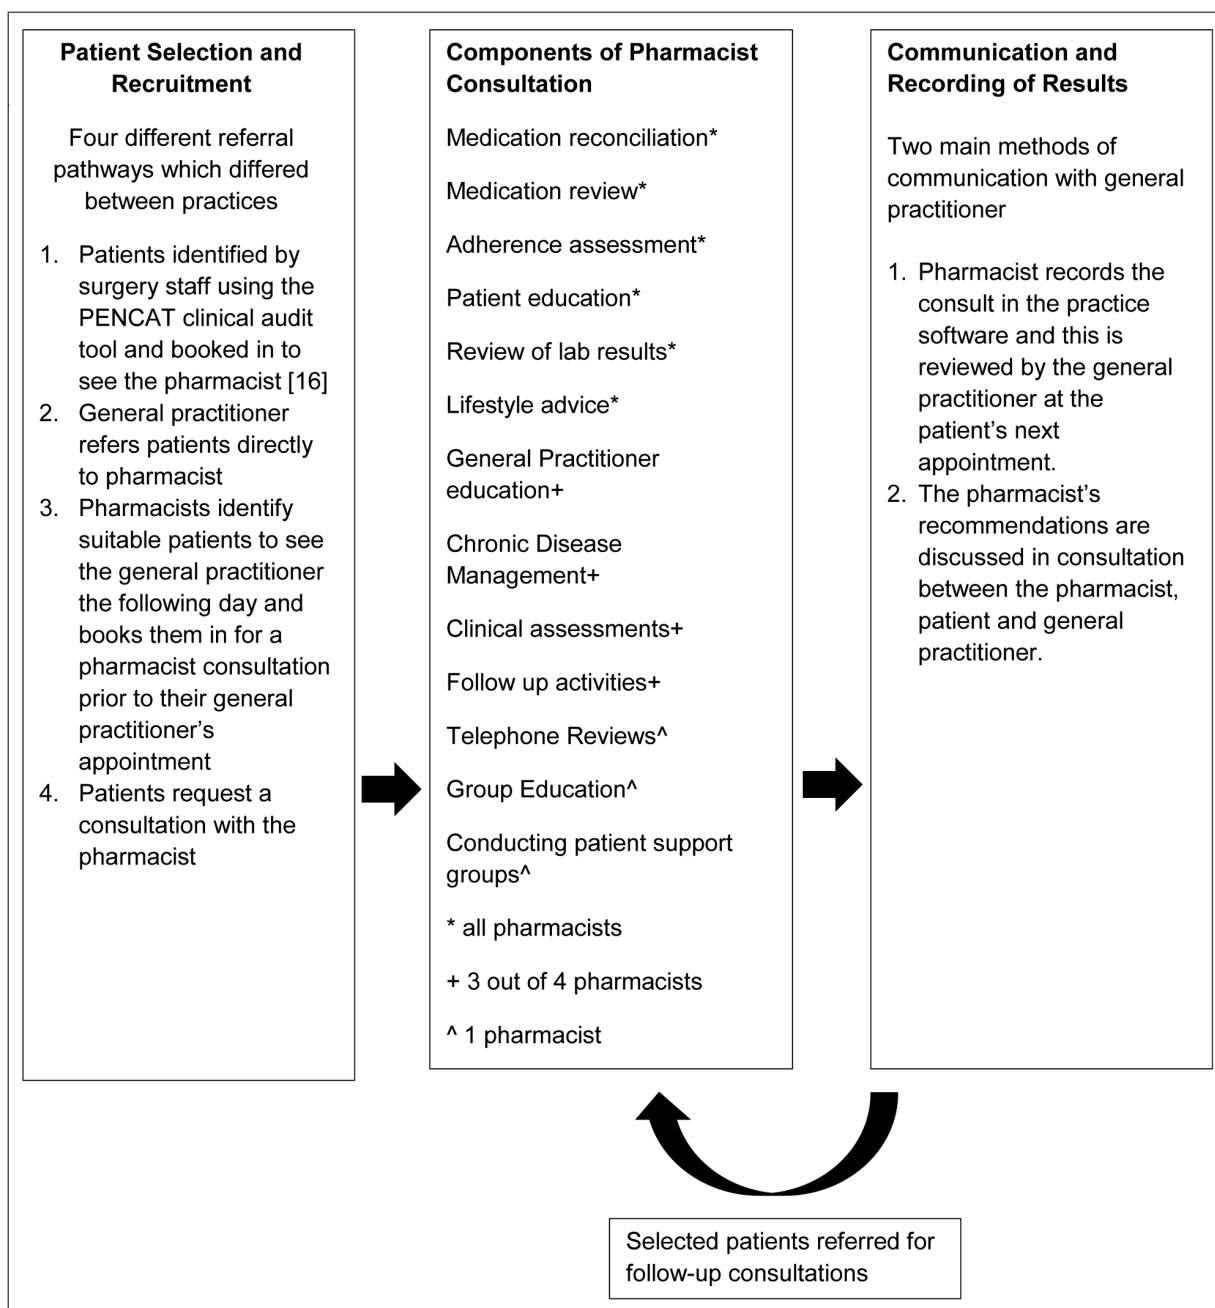 Patient Selection and
Recruitment
Four different referral
pathways which differed
between practices
1. Patients identified by
surgery staff using the
PENCAT clinical audit
tool and booked in to
see the pharmacist [16]
2. General practitioner
refers patients directly
to pharmacist
3. Pharmacists identify
suitable patients to see
the general practitioner
the following day and
books them in for a
pharmacist consultation
prior to their general
practitioner’s
appointment
4. Patients request a
consultation with the
pharmacist
Components of Pharmacist
Consultation
Medication reconciliation*
Medication review*
Adherence assessment*
Patient education*
Review of lab results*
Lifestyle advice*
General Practitioner
education+
Chronic Disease
Management+
Clinical assessments+
Follow up activities+
Telephone Reviews^
Group Education^
Conducting patient support
groups^
* all pharmacists
+ 3 out of 4 pharmacists
^ 1 pharmacist
Communication and
Recording of Results
Two main methods of
communication with general
practitioner
1. Pharmacist records the
consult in the practice
software and this is
reviewed by the general
practitioner at the
patient’s next
appointment.
2. The pharmacist’s
recommendations are
discussed in consultation
between the pharmacist,
patient and general
practitioner.
Selected patients referred for
follow-up consultations